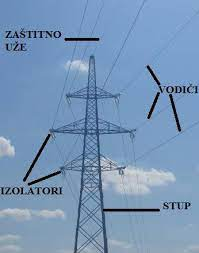 ZAŠTITNO
UŽE
VODIČI
IZOLATORI
STUP